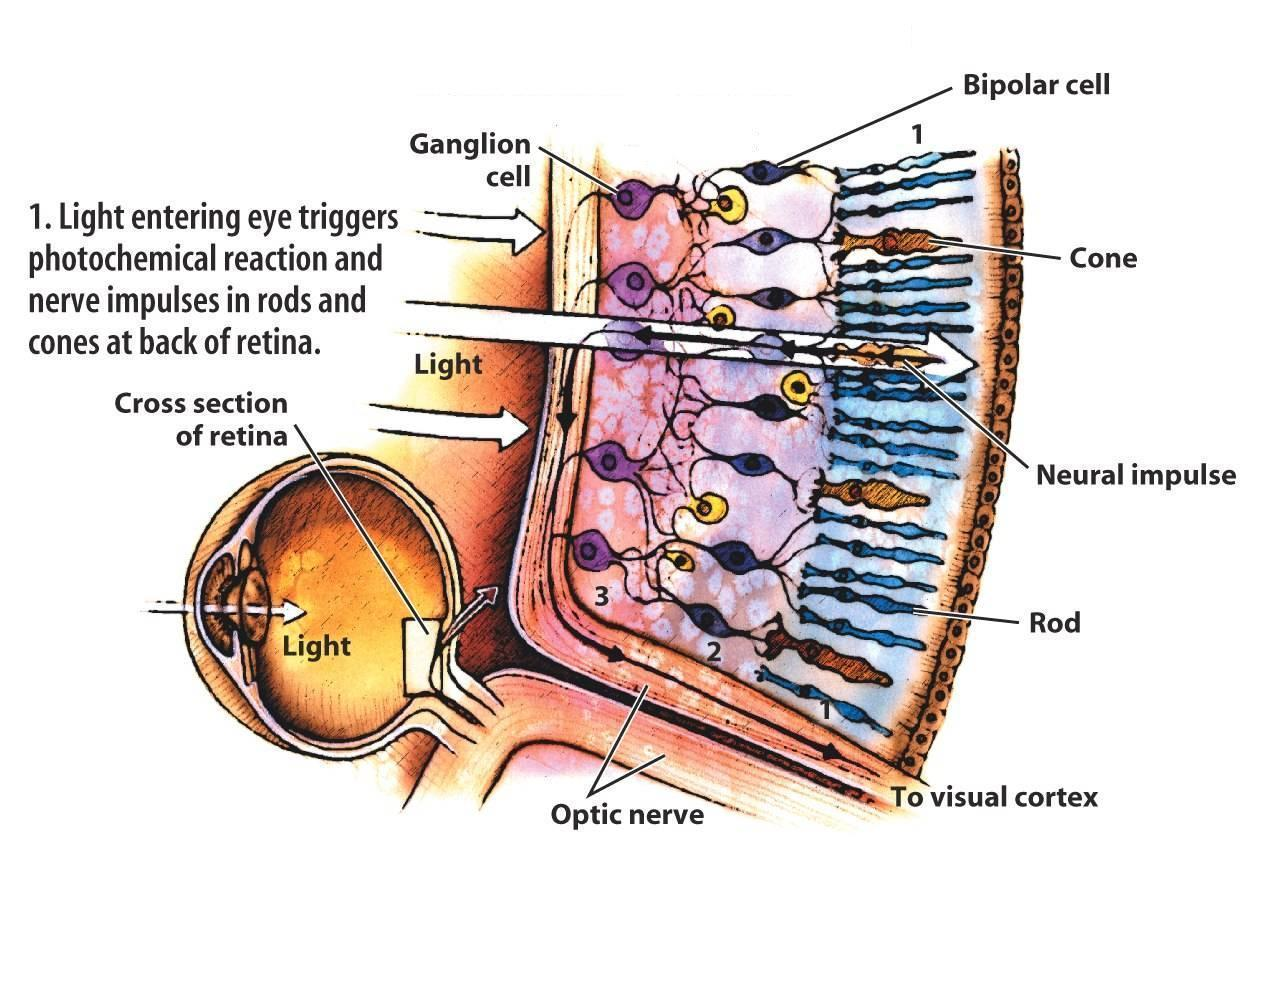 Bipolar cell
1
Ganglion
cell
1. Light entering eye triggers
photochemical reaction and
nerve impulses in rods and
cones at back of retina.
Cone
Light
Cross section
of retina
Neural impulse
3
Rod
Light
2
1
To visual cortex
Optic nerve